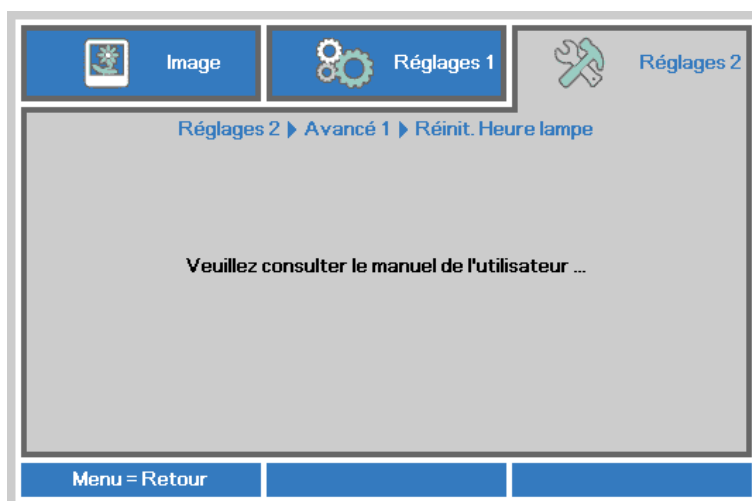 Image
Réglages 1
Réglages 2
Réglages 2 ▶ Avancé 1 ▶ Réinit. Heure lampe
Veuillez consulter le manuel de l'utilisateur ...
Menu = Retour